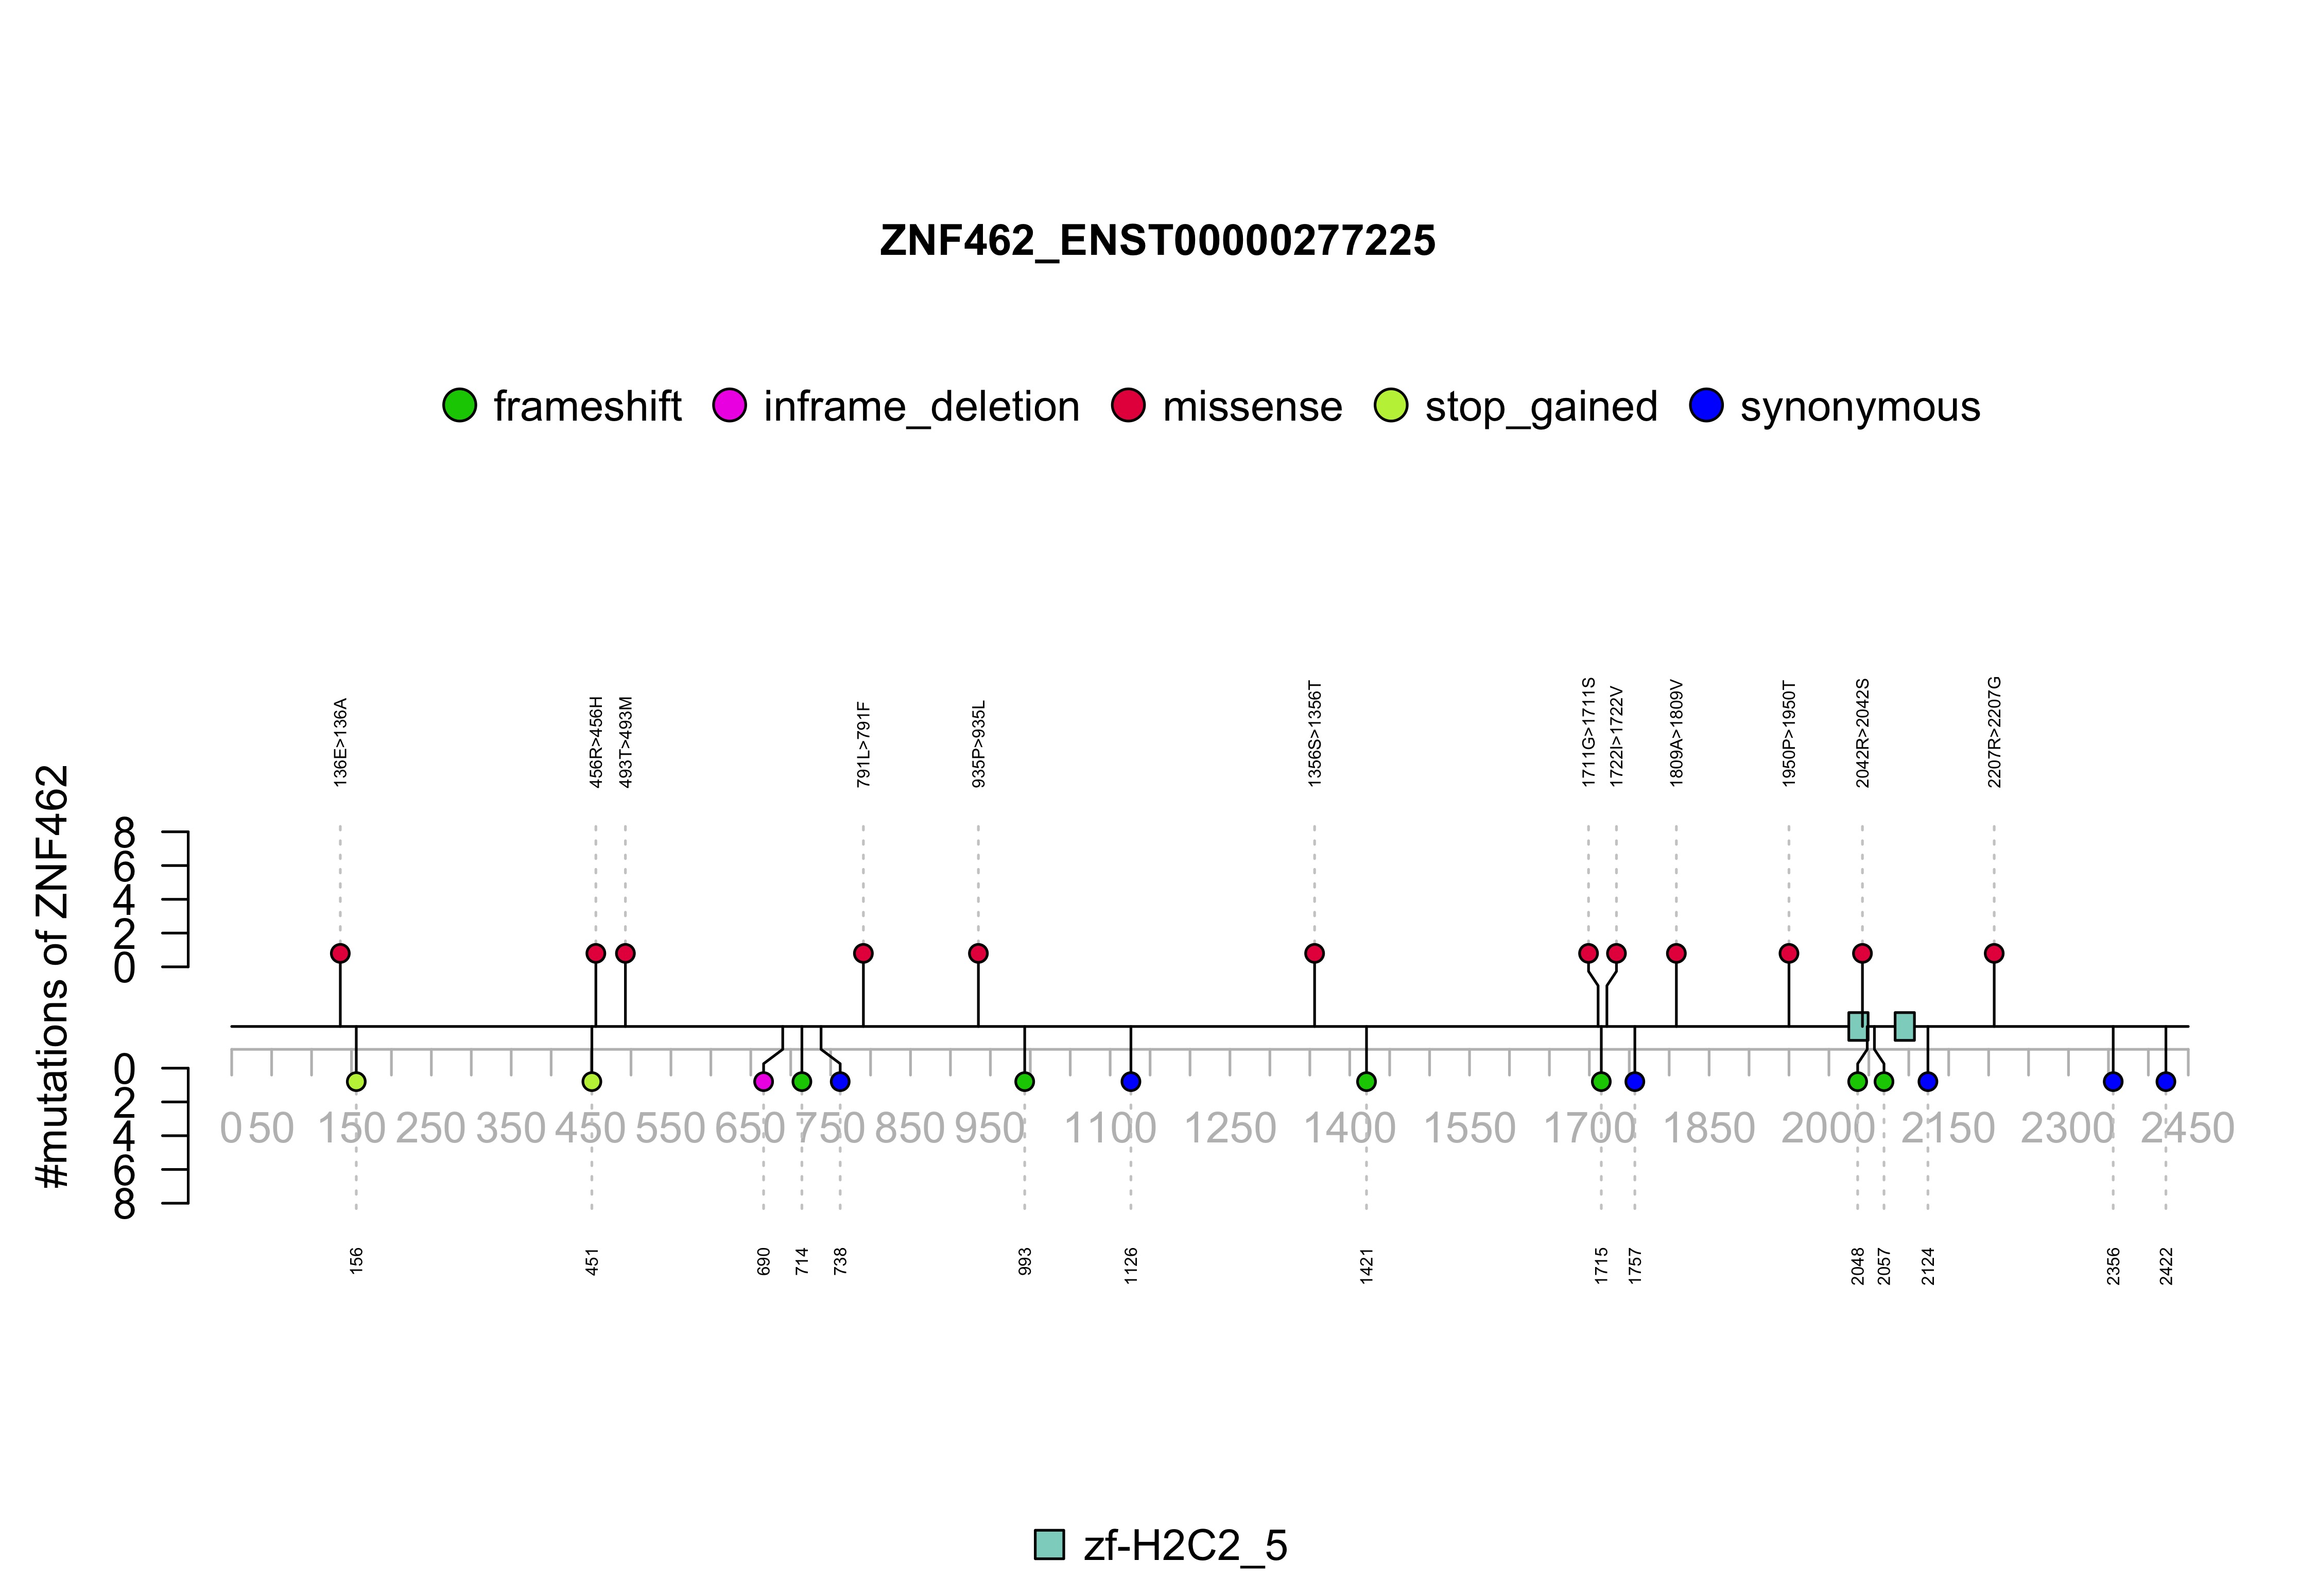 ZNF462_ENST00000277225
frameshift inframe_deletion missense stop_gained synonymous
136E>136A 456R>456H 493T>493M 791L>791F 935P>935L 1356S>1356T 1711G>1711S 1722I>1722V 1809A>1809V 1950P>1950T 2042R>2042S 2207R>2207G
#mutations of ZNF462
8
6
4
2
0
0
2
4
6
8
0 50 150 250 350 450 550 650 750 850 950 1100 1250 1400 1550 1700 1850 2000 2150 2300 2450
156 451 690 714 738 993 1126 1421 1715 1757 2048 2057 2124 2356 2422
zf-H2C2_5